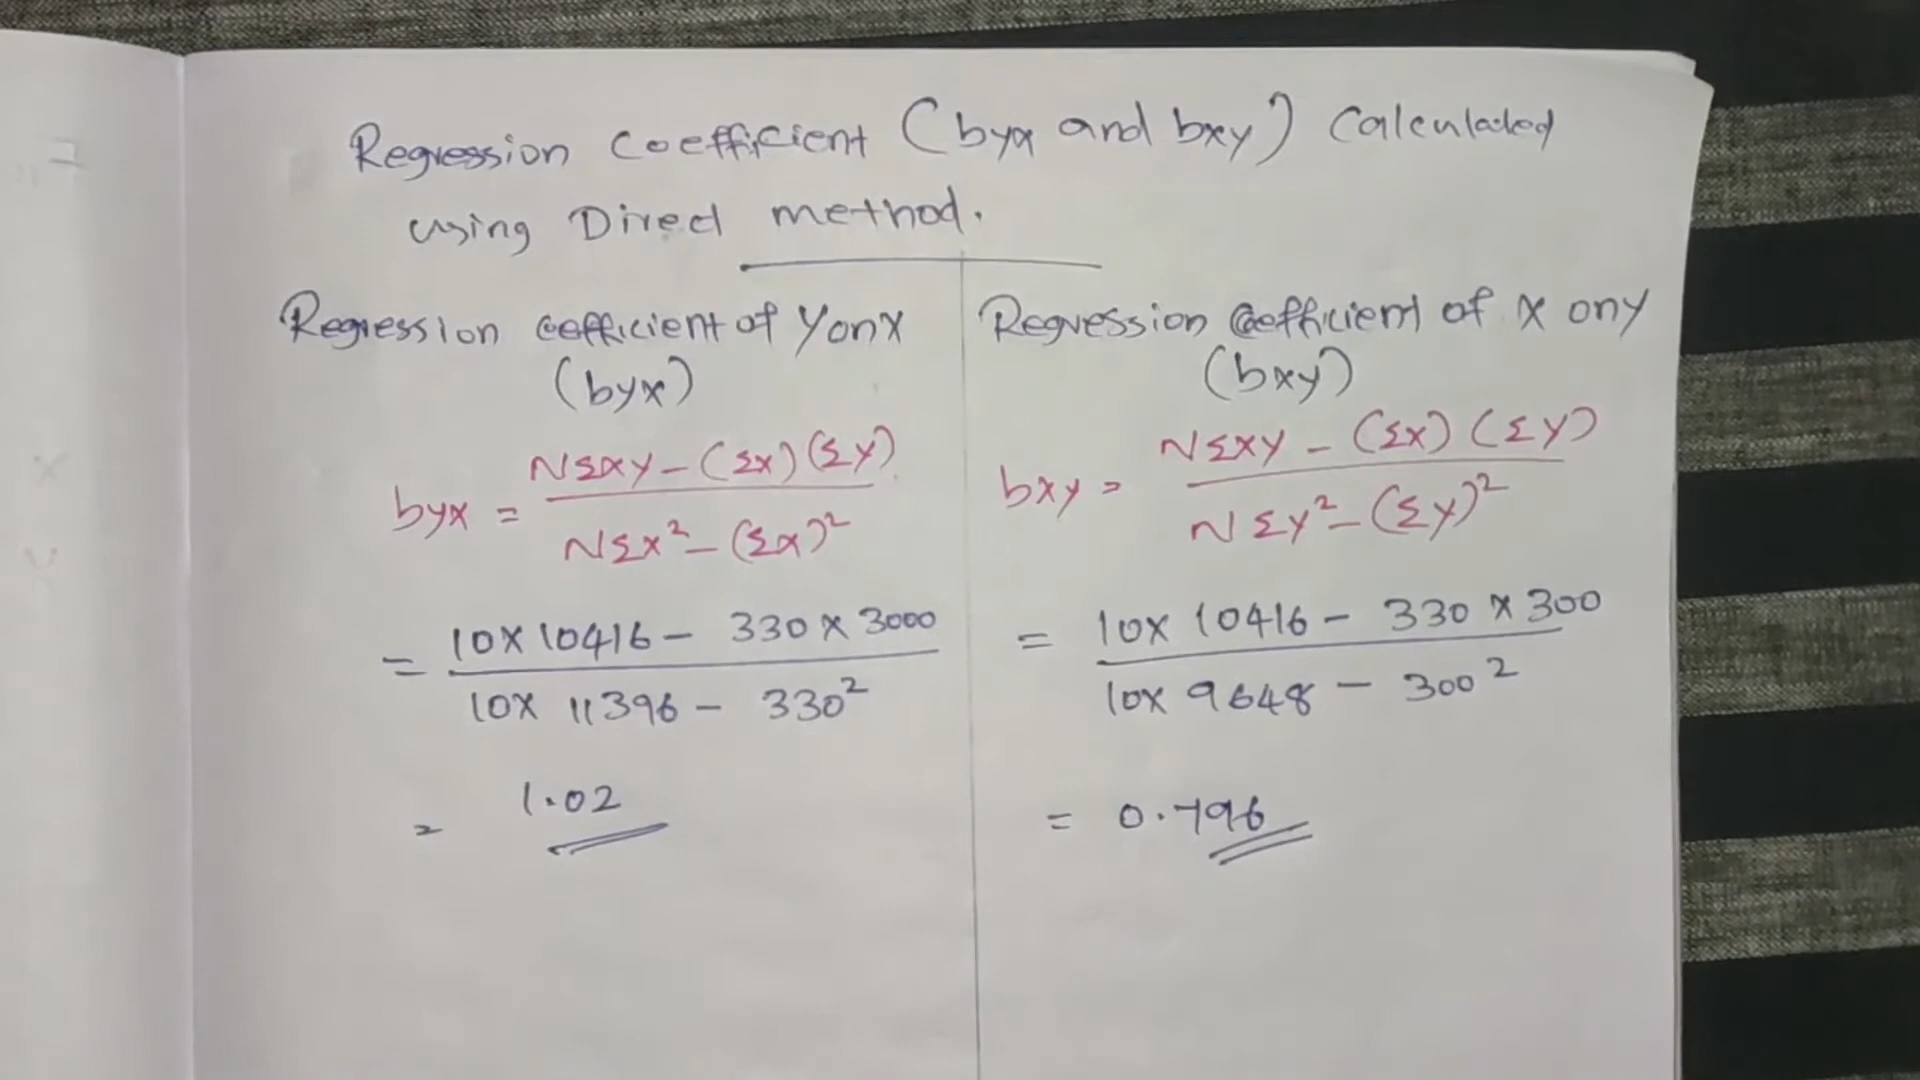 Regression Coefficient (byx and bxy) Calculated
using Direct method.
Regression Coefficient of Y on X
(byx)
byx = NΣXY - (Σx) (Σy)
NΣx² - (Σx)²
= 10 x 10416 - 330 x 3000
10x 11396 - 330²
= 1.02
Regression Coefficient of X on y
(bxy)
bxy = NΣXY - (Σx) (Σy)
NΣy² - (Σy)²
= 10x 10416 - 330 x 300
10x 9648 - 300²
= 0.796